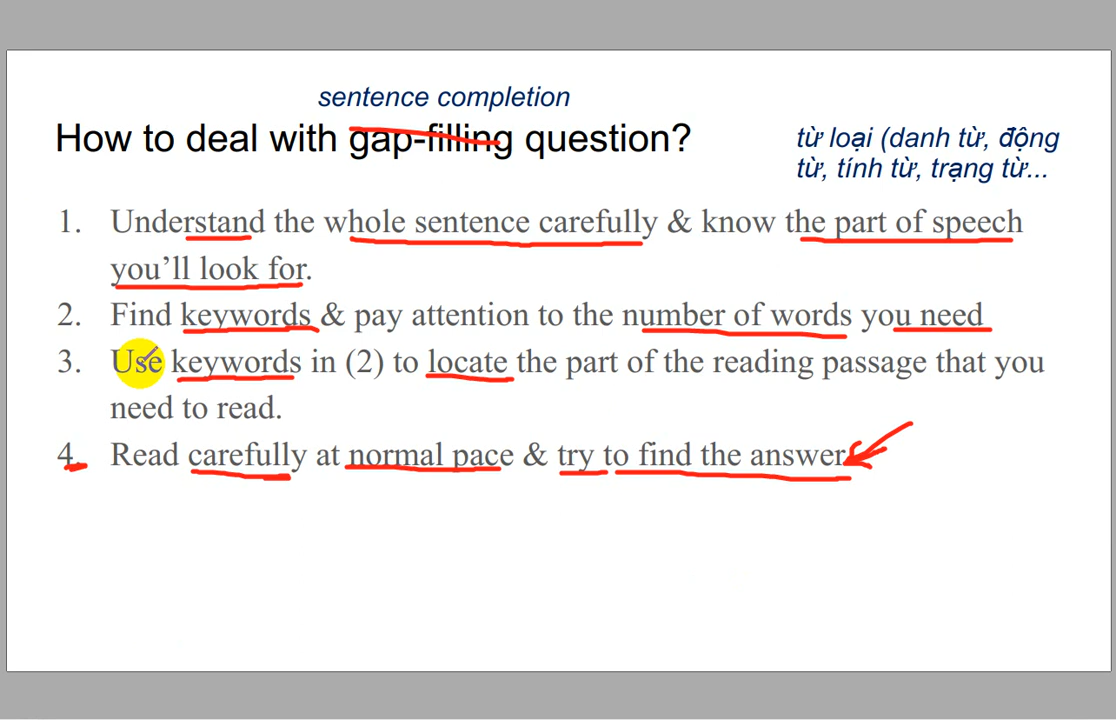 sentence completion
How to deal with gap-filling question?
từ loại (danh từ, động
từ, tính từ, trạng từ...
1. Understand the whole sentence carefully & know the part of speech
you’ll look for.
2. Find keywords & pay attention to the number of words you need
3. Use keywords in (2) to locate the part of the reading passage that you
need to read.
4. Read carefully at normal pace & try to find the answer.